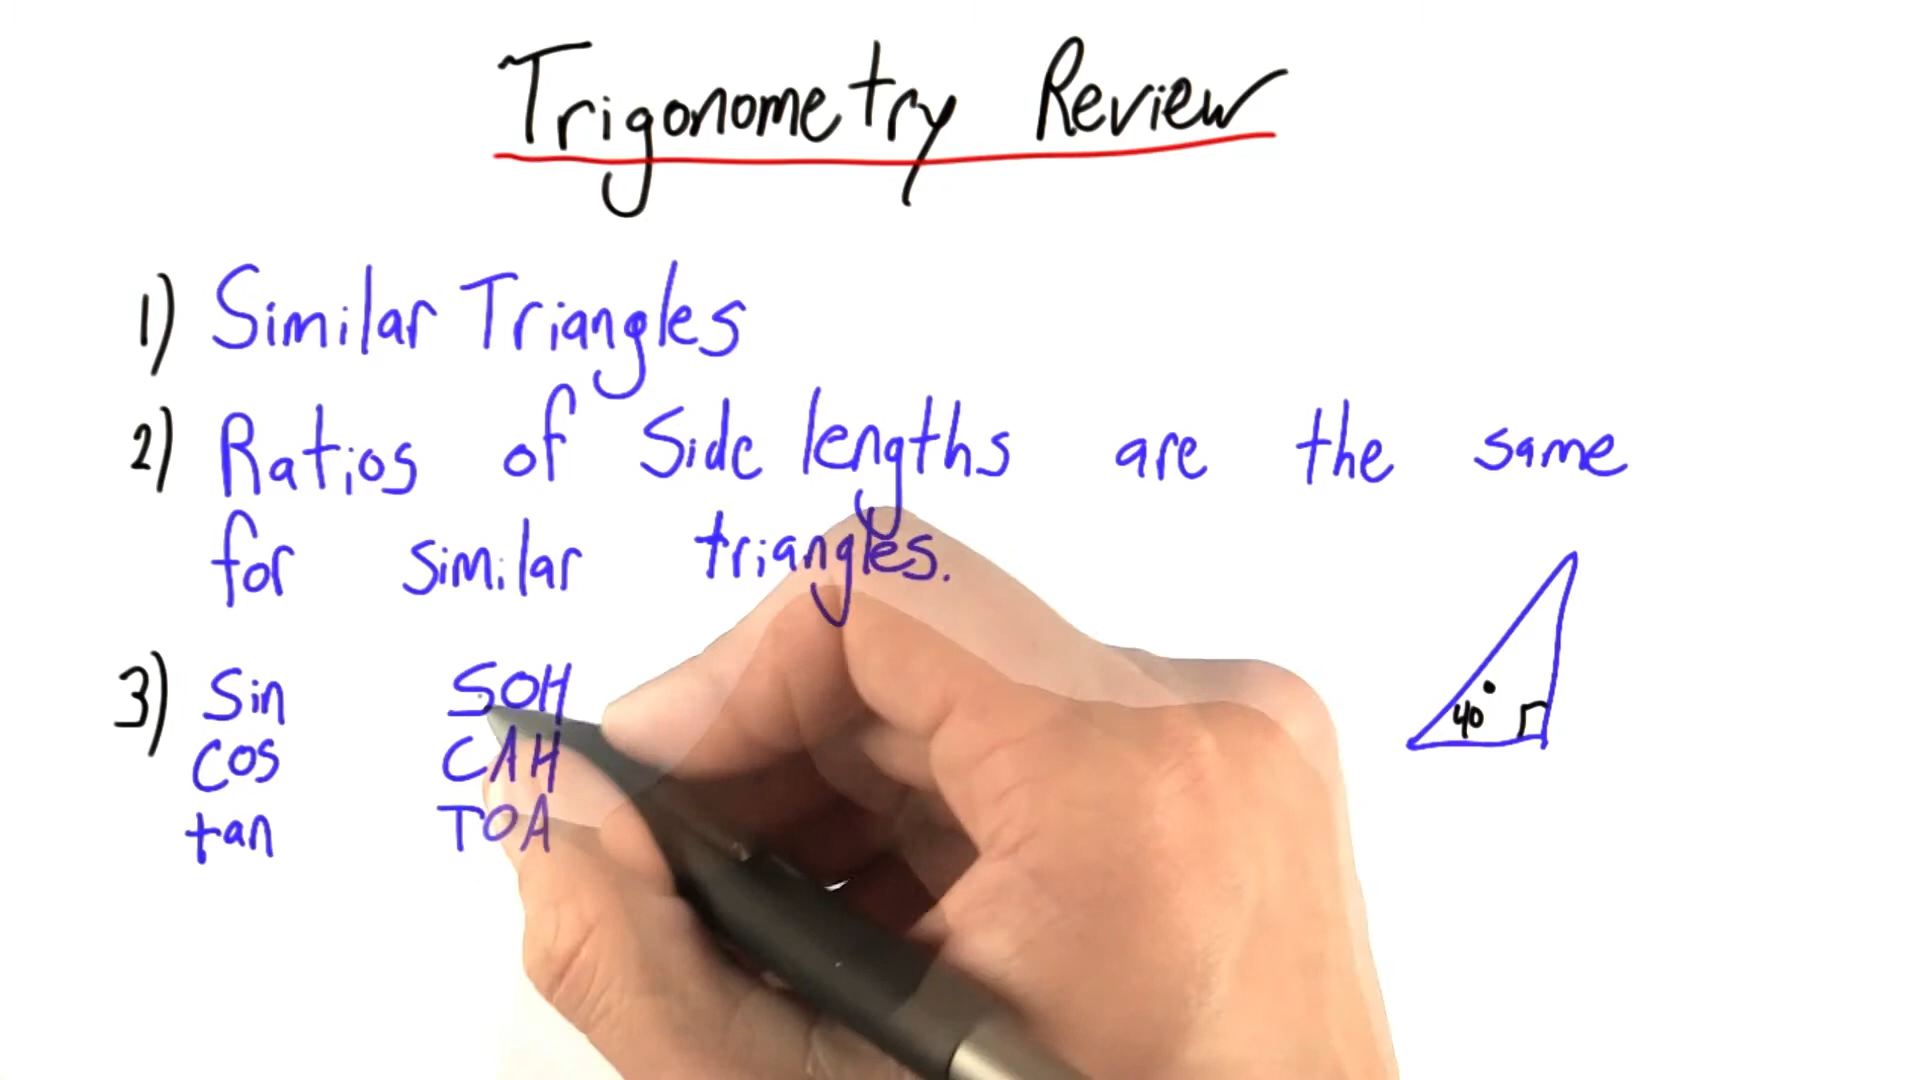 Trigonometry Review
1) Similar Triangles
2) Ratios of Side lengths are the same
for similar triangles.
3) Sin SOH
cos CAH
tan TOA
40°